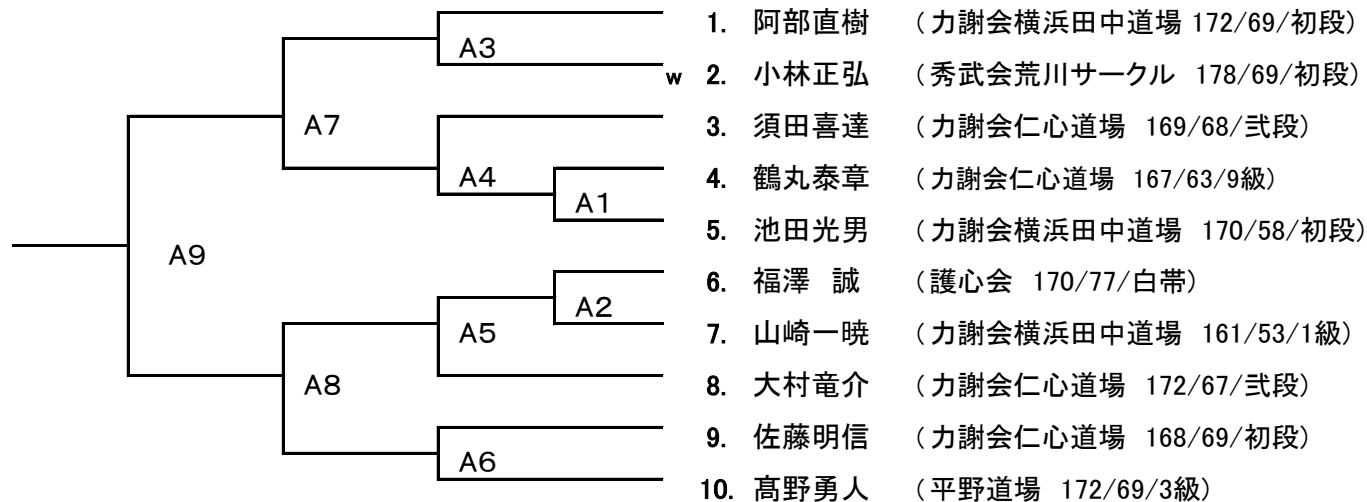 1. 阿部直樹 （力謝会横浜田中道場 172/69/初段）
A3
w 2. 小林正弘 （秀武会荒川サークル 178/69/初段）
A7
3. 須田喜達 （力謝会仁心道場 169/68/弐段）
A4
4. 鶴丸泰章 （力謝会仁心道場 167/63/9級）
A1
5. 池田光男 （力謝会横浜田中道場 170/58/初段）
A9
6. 福澤 誠 （護心会 170/77/白帯）
A2
A5
7. 山崎一暁 （力謝会横浜田中道場 161/53/1級）
A8
8. 大村竜介 （力謝会仁心道場 172/67/弐段）
9. 佐藤明信 （力謝会仁心道場 168/69/初段）
A6
10. 髙野勇人 （平野道場 172/69/3級）